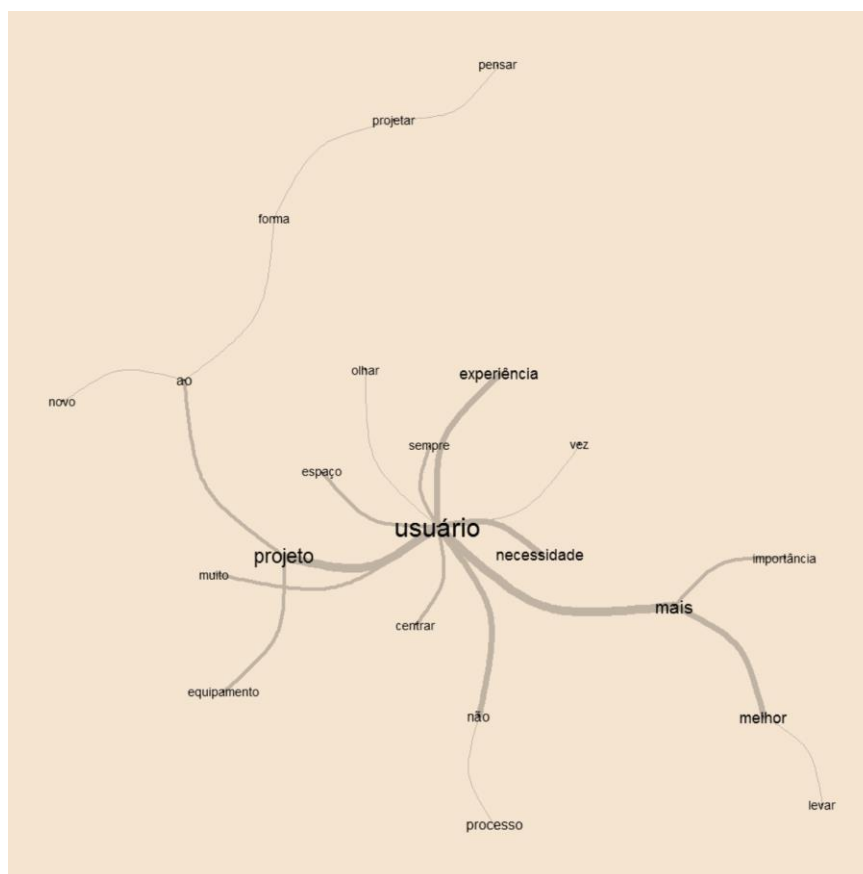 pensar
projetar
forma
ao
novo
olhar
experiência
sempre
vez
espaço
usuário
projeto
necessidade
importância
muito
mais
centrar
equipamento
não
melhor
levar
processo